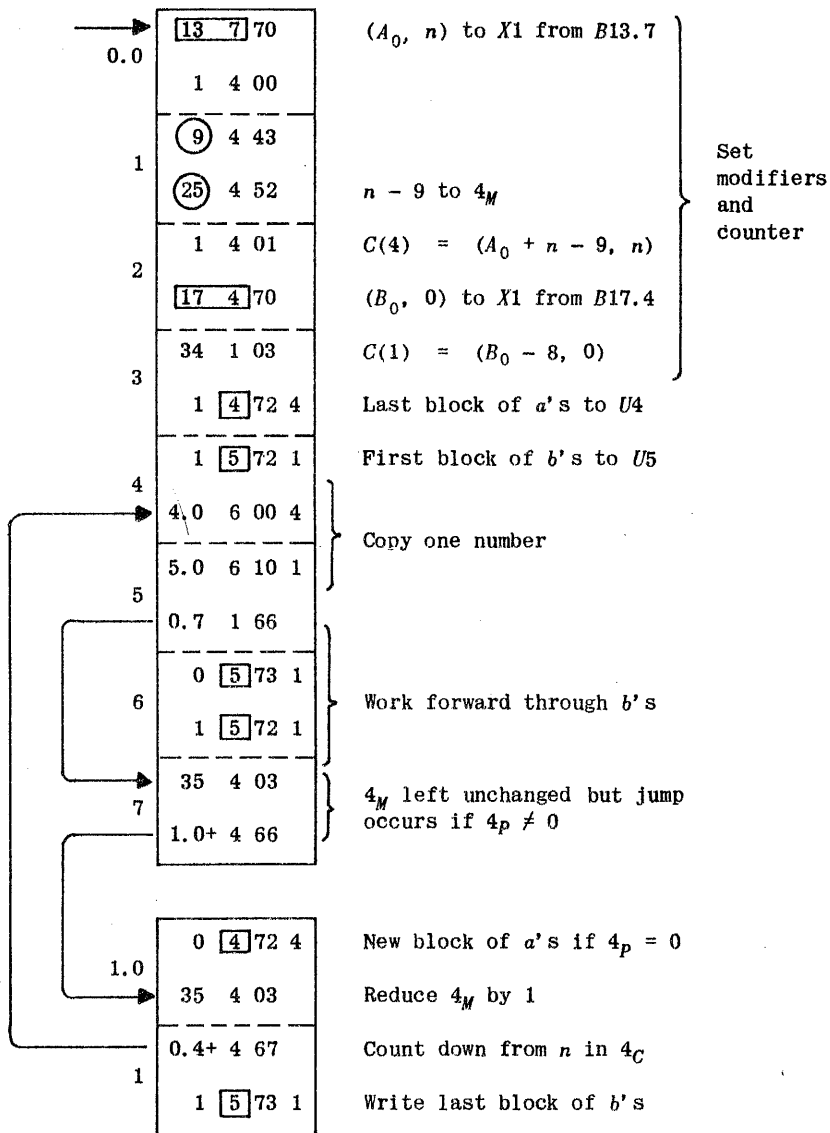 13 7 70 (A₀, n) to X1 from B13.7
0.0
1 4 00
9 4 43
1
25 4 52 n - 9 to 4M
Set modifiers and counter
1 4 01 C(4) = (A₀ + n - 9, n)
2
17 4 70 (B₀, 0) to X1 from B17.4
34 1 03 C(1) = (B₀ - 8, 0)
3
1 4 72 4 Last block of a's to U4
1 5 72 1 First block of b's to U5
4
4.0 6 00 4
Copy one number
5.0 6 10 1
5
0.7 1 66
0 5 73 1
6 Work forward through b's
1 5 72 1
35 4 03
7 4M left unchanged but jump
occurs if 4P ≠ 0
1.0+ 4 66
0 4 72 4 New block of a's if 4P = 0
1.0
35 4 03 Reduce 4M by 1
0.4+ 4 67 Count down from n in 4C
1
1 5 73 1 Write last block of b's